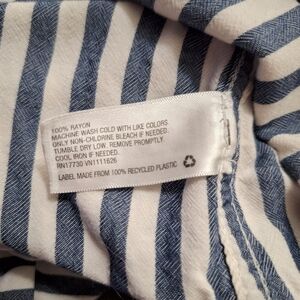 100% RAYON
MACHINE WASH COLD WITH LIKE COLORS
ONLY NON-CHLORINE BLEACH IF NEEDED.
TUMBLE DRY LOW. REMOVE PROMPTLY.
COOL IRON IF NEEDED.
RN17730 VN1111626
LABEL MADE FROM 100% RECYCLED PLASTIC